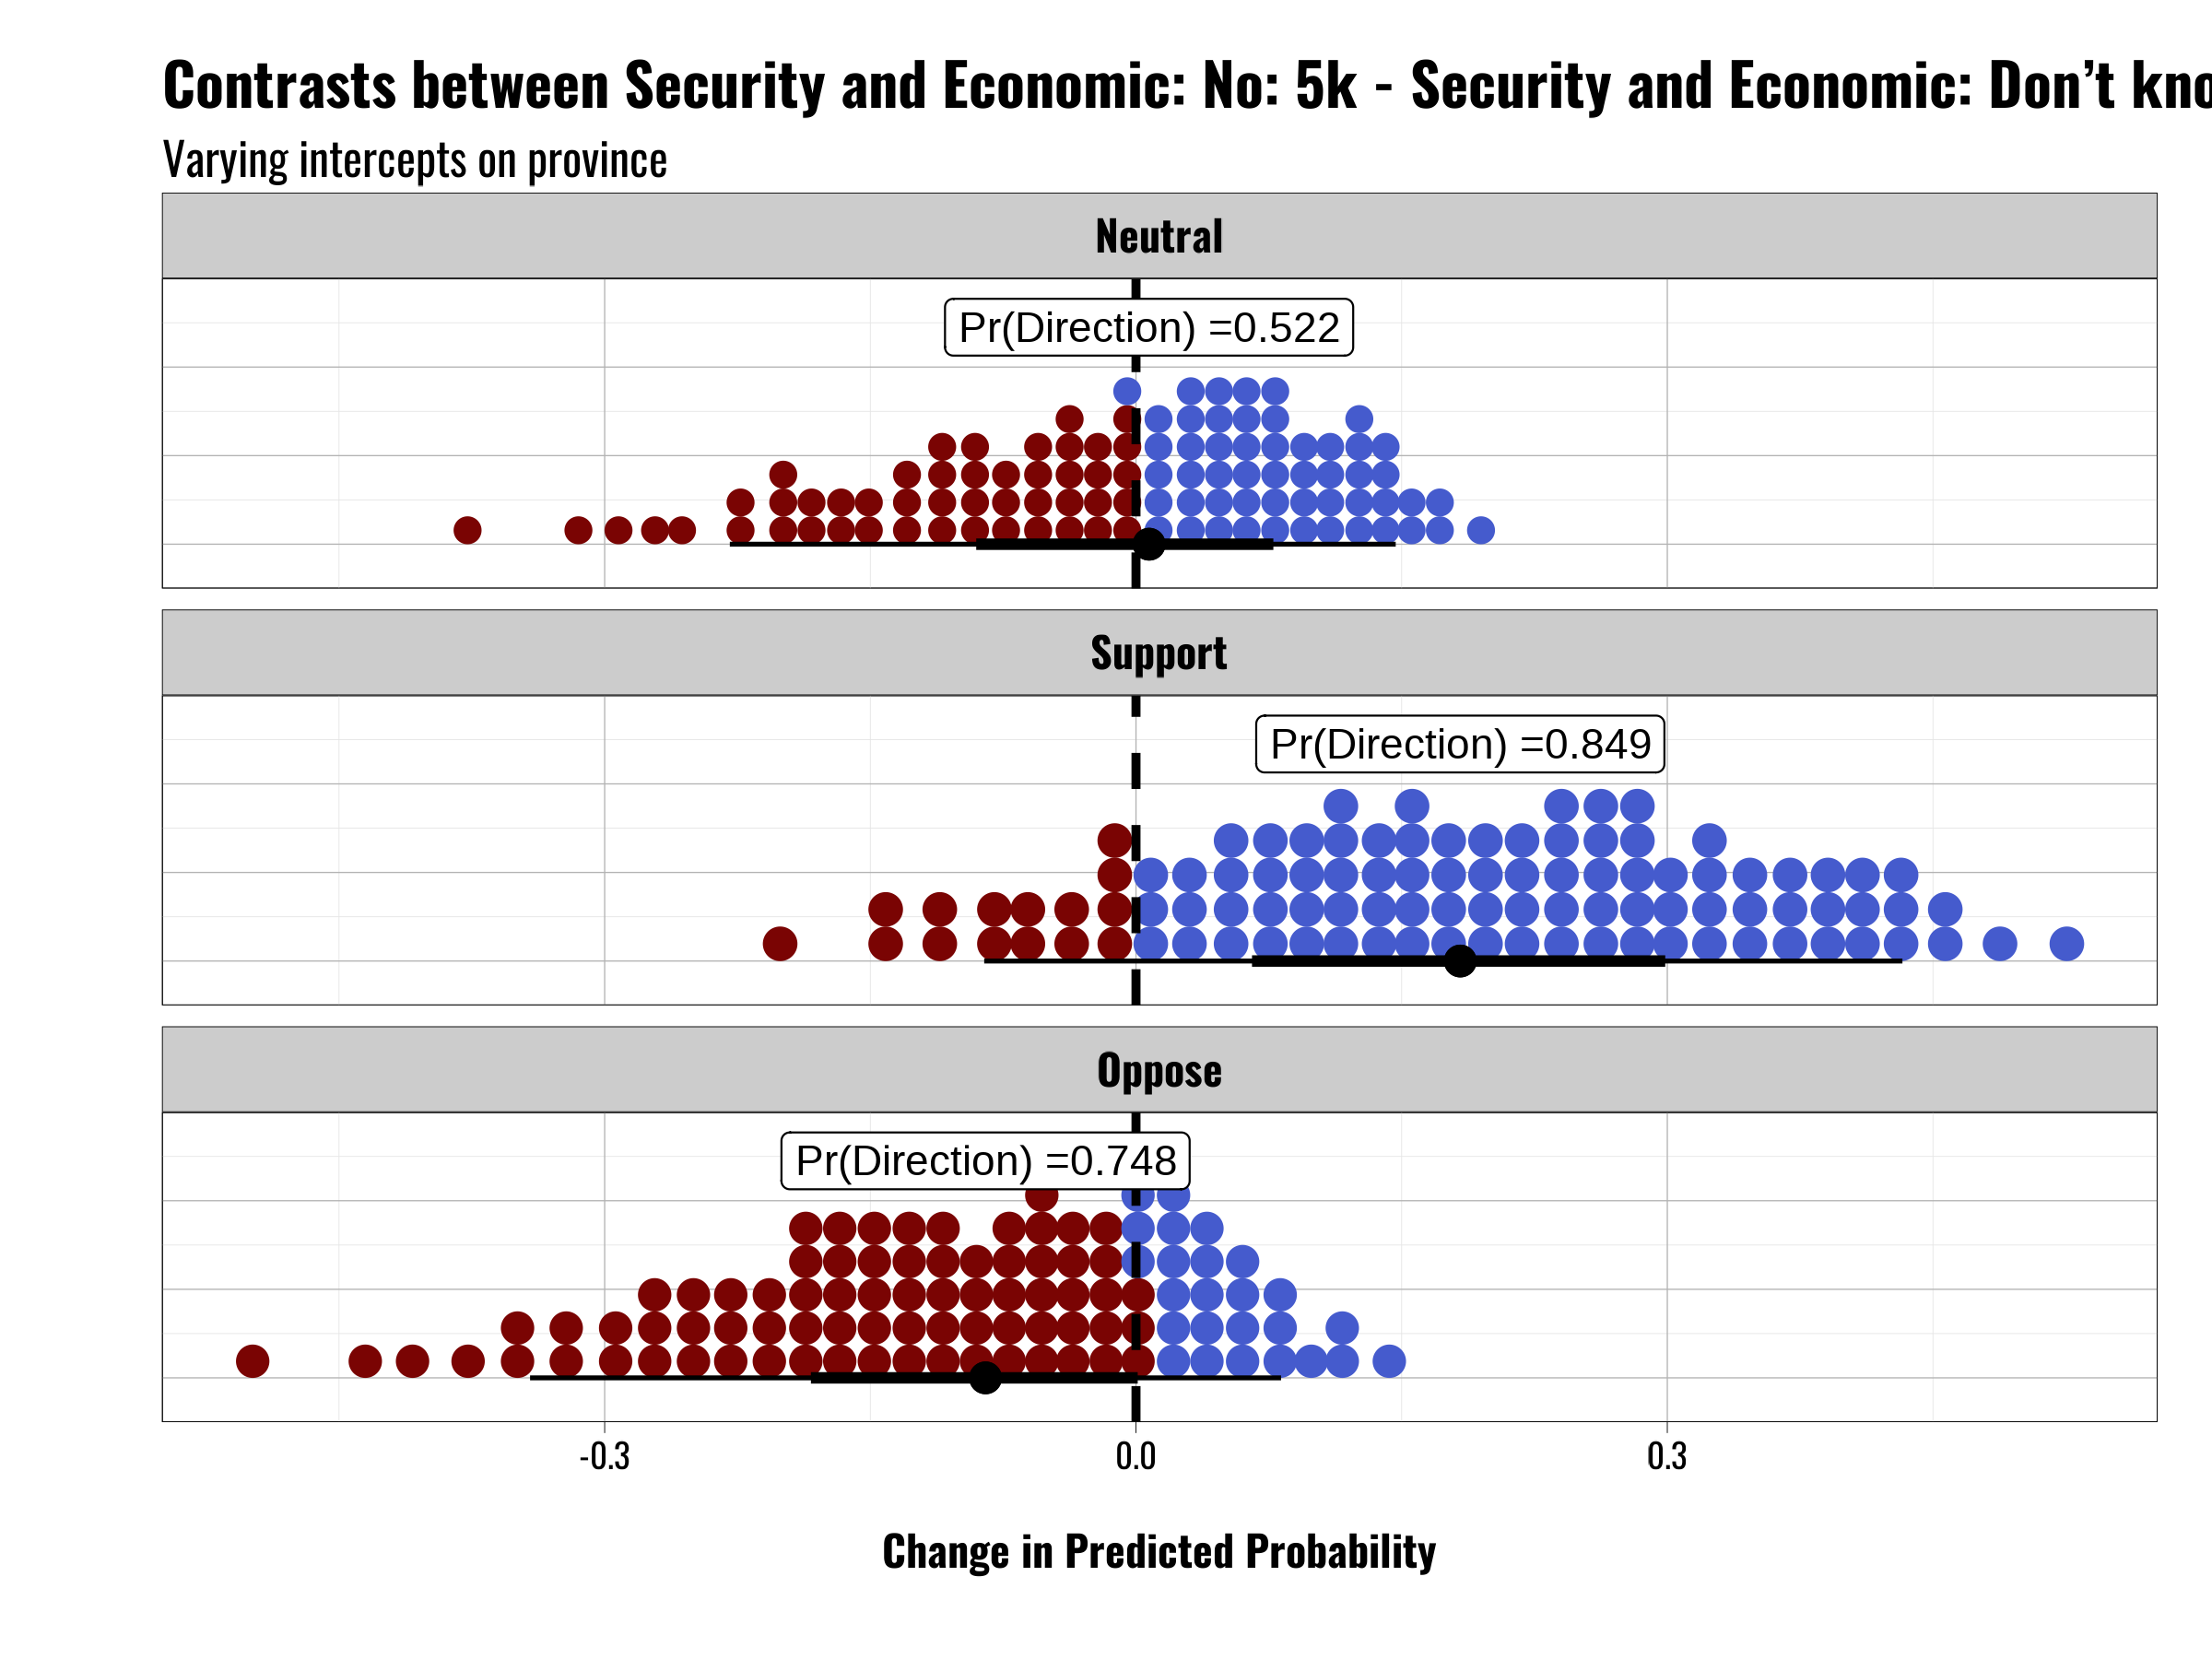 Contrasts between Security and Economic: No: 5k - Security and Economic: Don’t
Varying intercepts on province
Neutral
Pr(Direction) =0.522
Support
Pr(Direction) =0.849
Oppose
Pr(Direction) =0.748
-0.3 0.0 0.3
Change in Predicted Probability